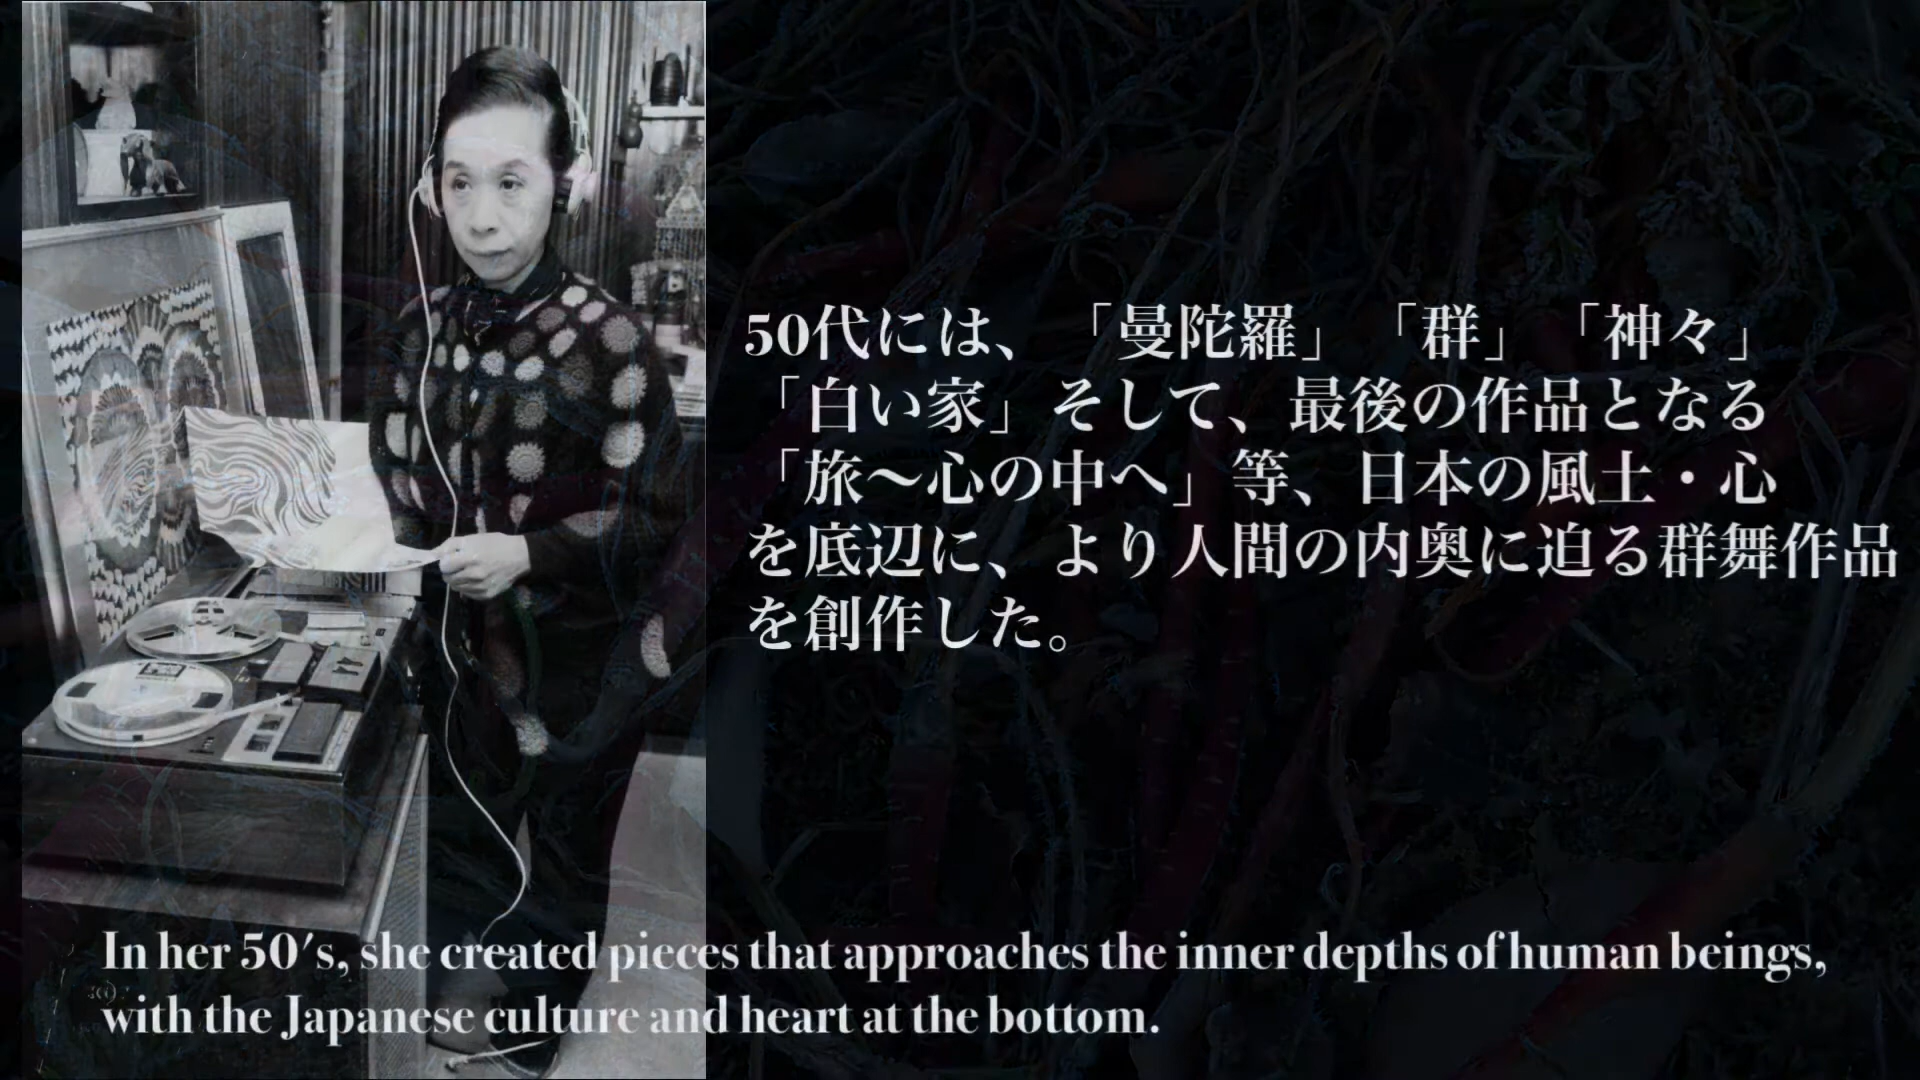 50代には、「曼陀羅」「群」「神々」
「白い家」そして、最後の作品となる
「旅〜心の中へ」等、日本の風土・心
を底辺に、より人間の内奥に迫る群舞作品
を創作した。
In her 50's, she created pieces that approaches the inner depths of human beings,
with the Japanese culture and heart at the bottom.